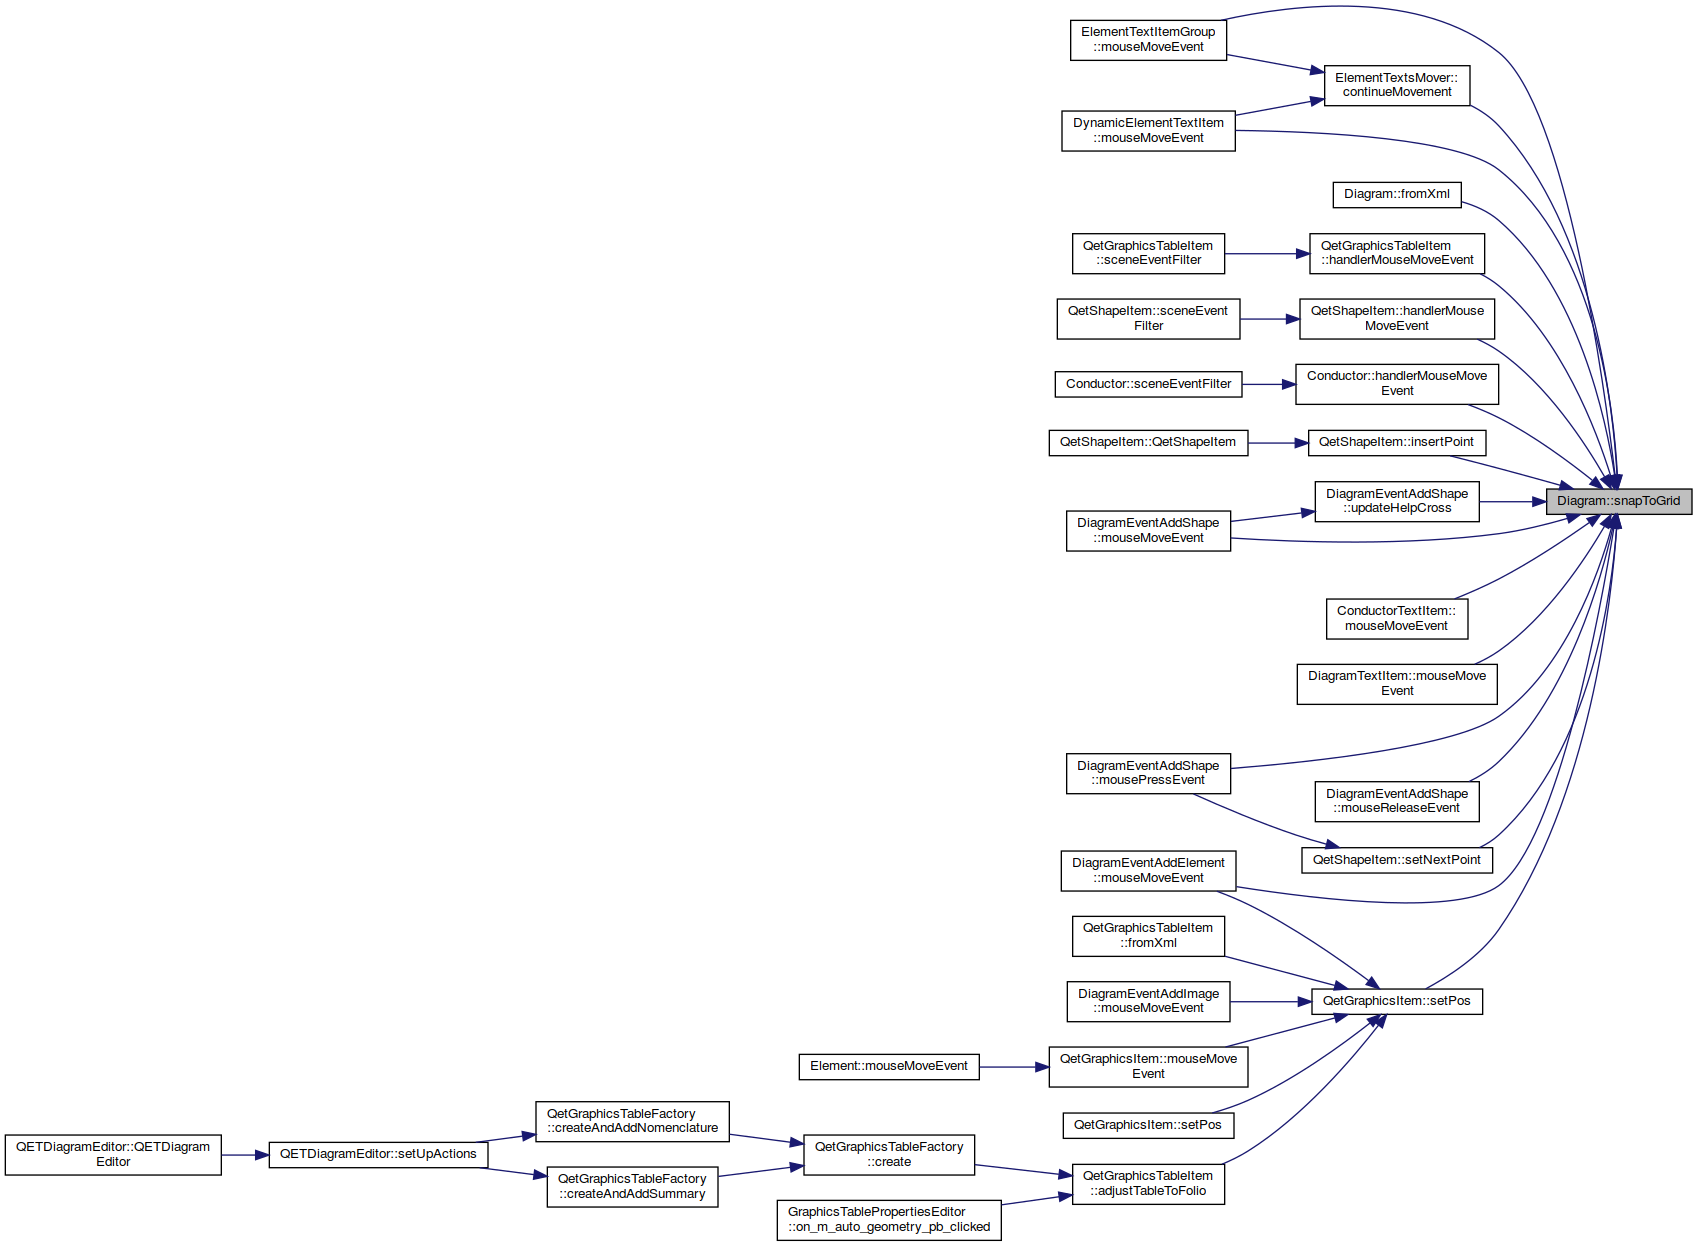 ElementTextItemGroup
::mouseMoveEvent
ElementTextsMover::
continueMovement
DynamicElementTextItem
::mouseMoveEvent
Diagram::fromXml
QetGraphicsTableItem
::sceneEventFilter
QetGraphicsTableItem
::handlerMouseMoveEvent
QetShapeItem::sceneEvent
Filter
QetShapeItem::handlerMouse
MoveEvent
Conductor::sceneEventFilter
Conductor::handlerMouseMove
Event
QetShapeItem::QetShapeItem
QetShapeItem::insertPoint
DiagramEventAddShape
::updateHelpCross
Diagram::snapToGrid
DiagramEventAddShape
::mouseMoveEvent
ConductorTextItem::
mouseMoveEvent
DiagramTextItem::mouseMove
Event
DiagramEventAddShape
::mousePressEvent
DiagramEventAddShape
::mouseReleaseEvent
QetShapeItem::setNextPoint
DiagramEventAddElement
::mouseMoveEvent
QetGraphicsTableItem
::fromXml
DiagramEventAddImage
::mouseMoveEvent
QetGraphicsItem::setPos
QetGraphicsItem::mouseMove
Event
Element::mouseMoveEvent
QetGraphicsItem::setPos
QetGraphicsTableFactory
::createAndAddNomenclature
QETDiagramEditor::QETDiagram
Editor
QETDiagramEditor::setUpActions
QetGraphicsTableFactory
::create
QetGraphicsTableFactory
::createAndAddSummary
QetGraphicsTableItem
::adjustTableToFolio
GraphicsTablePropertiesEditor
::on_m_auto_geometry_pb_clicked